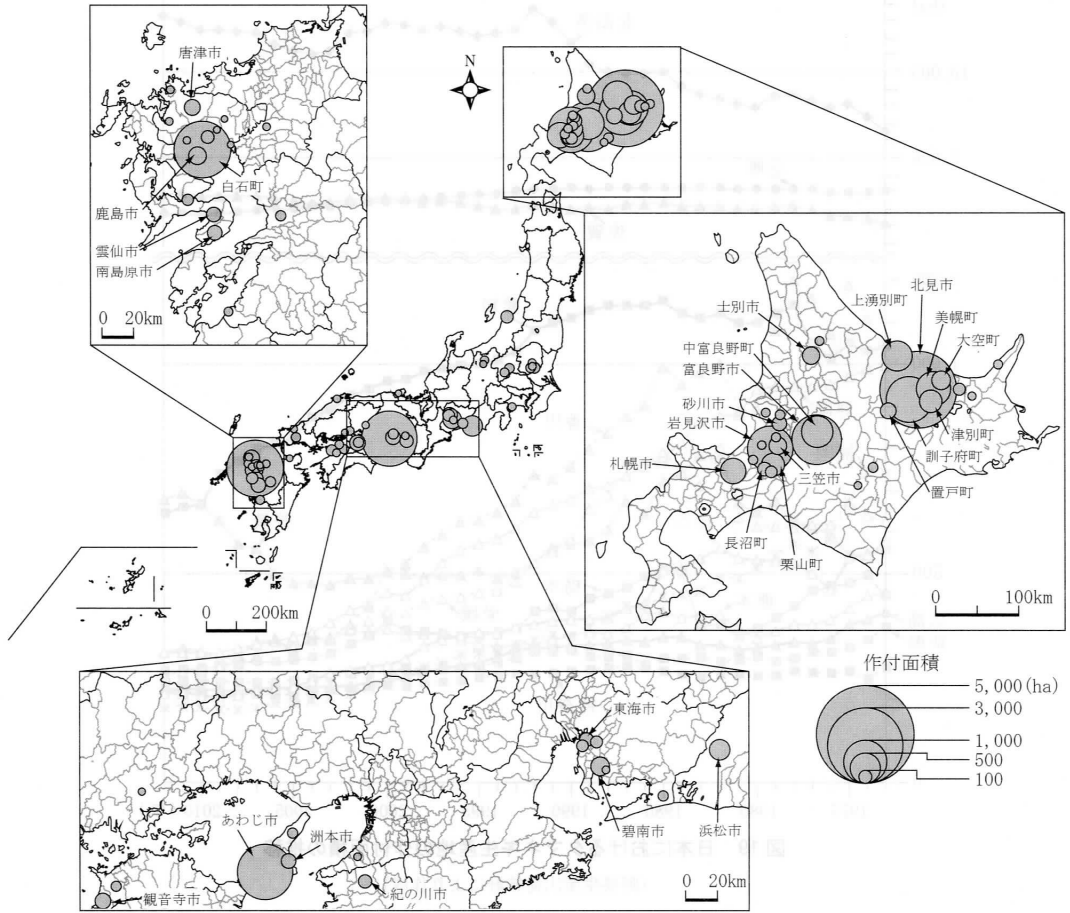 唐津市
白石町
鹿島市
雲仙市
南島原市
0 20km
N
北見市
上湧別町
美幌町
士別市
大空町
中富良野町
富良野市
砂川市
岩見沢市
津別町
札幌市
訓子府町
三笠市
置戸町
長沼町
栗山町
0 100km
0 200km
作付面積
5,000(ha)
3,000
1,000
500
100
東海市
あわじ市
洲本市
碧南市
浜松市
紀の川市
観音寺市
0 20km